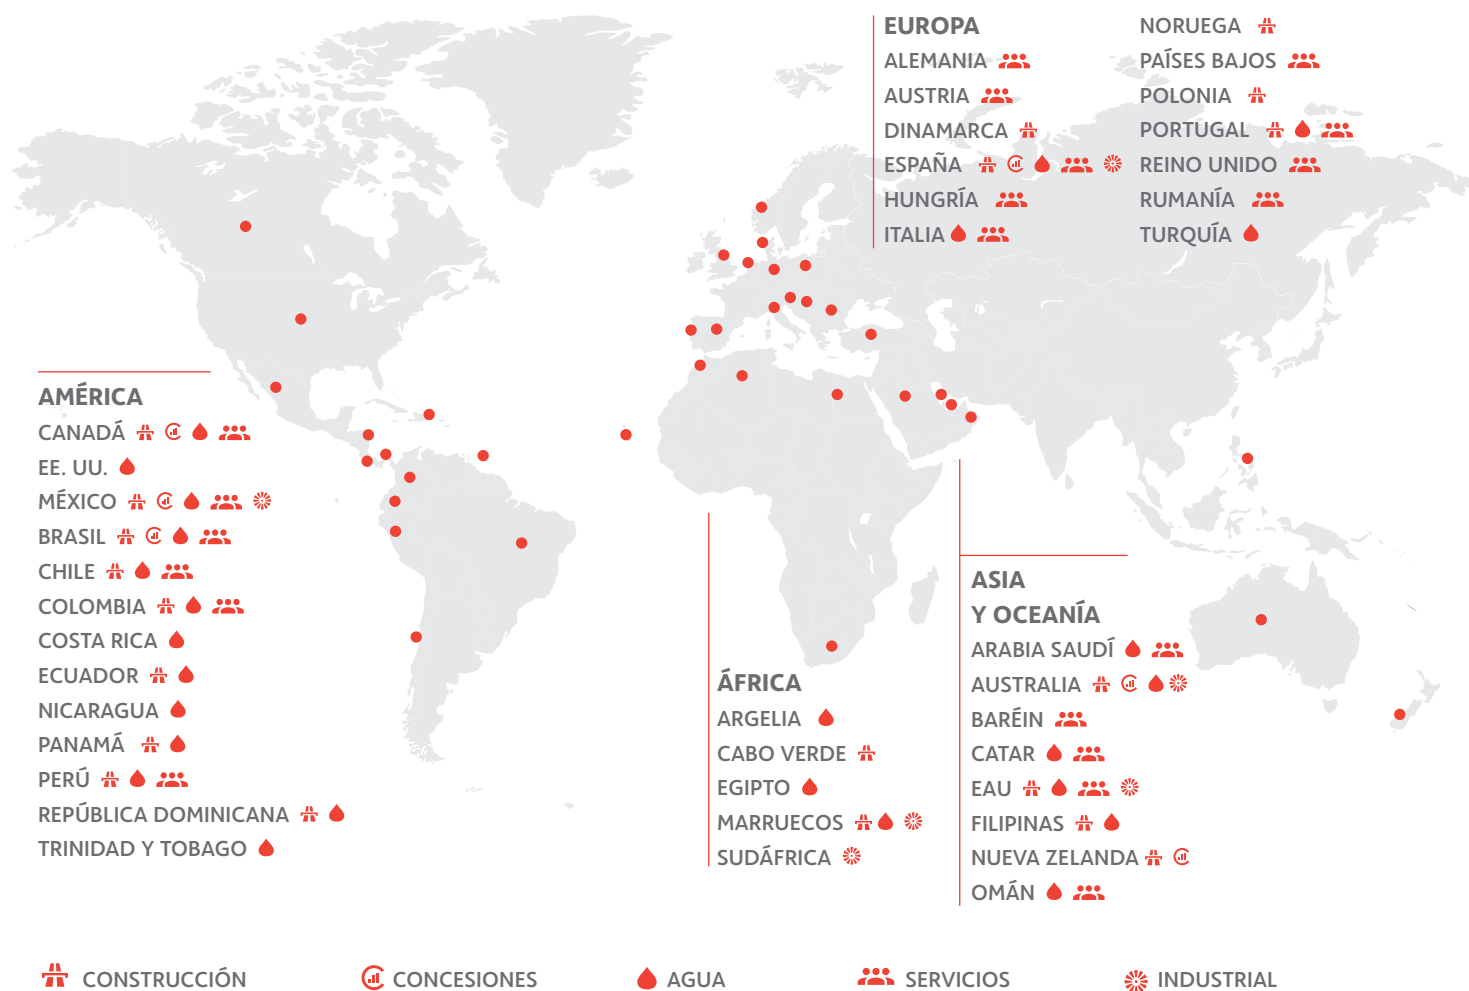 EUROPA
ALEMANIA
AUSTRIA
DINAMARCA
ESPAÑA
HUNGRÍA
ITALIA
NORUEGA
PAÍSES BAJOS
POLONIA
PORTUGAL
REINO UNIDO
RUMANÍA
TURQUÍA
AMÉRICA
CANADÁ
EE. UU.
MÉXICO
BRASIL
CHILE
COLOMBIA
COSTA RICA
ECUADOR
NICARAGUA
PANAMÁ
PERÚ
REPÚBLICA DOMINICANA
TRINIDAD Y TOBAGO
ÁFRICA
ARGELIA
CABO VERDE
EGIPTO
MARRUECOS
SUDÁFRICA
ASIA
Y OCEANÍA
ARABIA SAUDÍ
AUSTRALIA
BARÉIN
CATAR
EAU
FILIPINAS
NUEVA ZELANDA
OMÁN
CONSTRUCCIÓN
CONCESIONES
AGUA
SERVICIOS
INDUSTRIAL